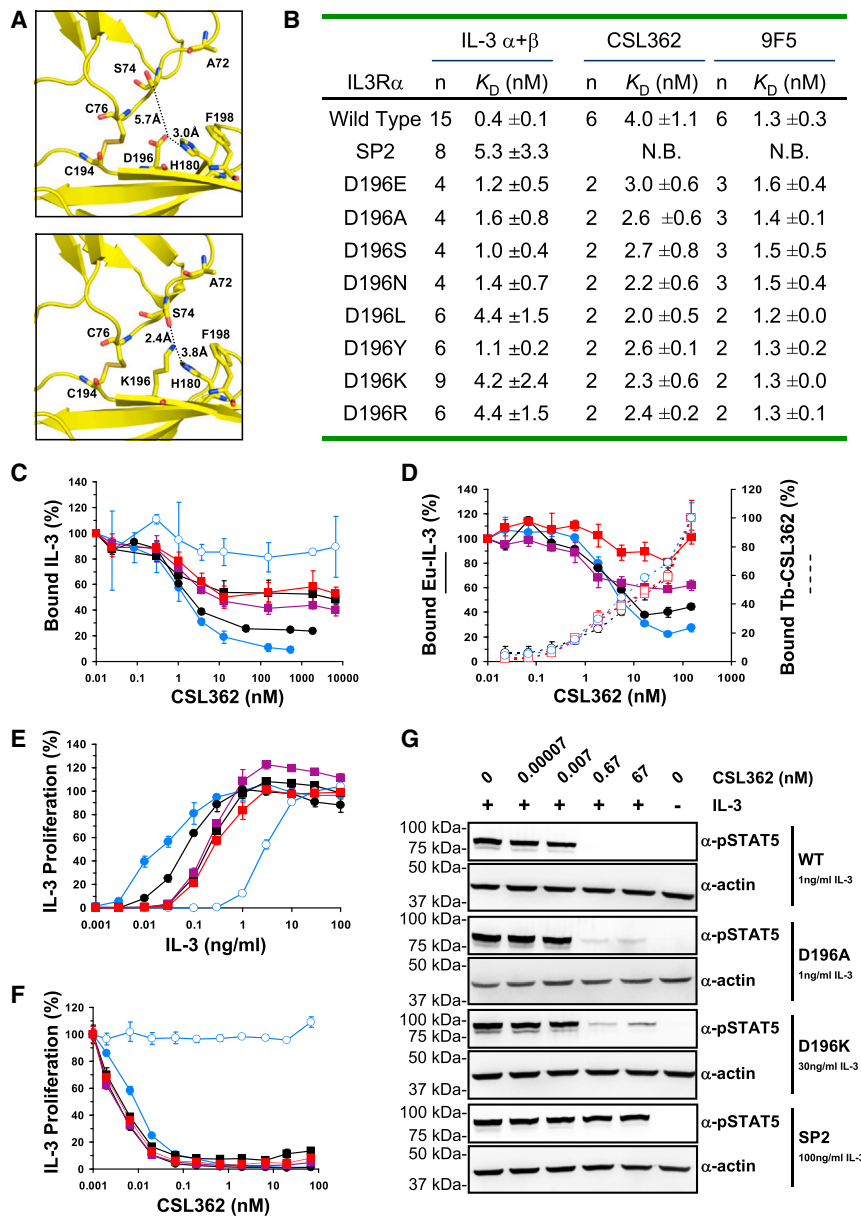 A
S74
A72
C76
5.7Å
3.0Å
F198
C194
D196
H180
S74
A72
C76
F198
2.4Å
3.8Å
C194
K196
H180
B
IL-3 α+β CSL362 9F5
IL3Rα n KD (nM) n KD (nM) n KD (nM)
Wild Type 15 0.4 ±0.1 6 4.0 ±1.1 6 1.3 ±0.3
SP2 8 5.3 ±3.3 N.B. N.B.
D196E 4 1.2 ±0.5 2 3.0 ±0.6 3 1.6 ±0.4
D196A 4 1.6 ±0.8 2 2.6 ±0.6 3 1.4 ±0.1
D196S 4 1.0 ±0.4 2 2.7 ±0.8 3 1.5 ±0.5
D196N 4 1.4 ±0.7 2 2.2 ±0.6 3 1.5 ±0.4
D196L 6 4.4 ±1.5 2 2.0 ±0.5 2 1.2 ±0.0
D196Y 6 1.1 ±0.2 2 2.6 ±0.1 2 1.3 ±0.2
D196K 9 4.2 ±2.4 2 2.3 ±0.6 2 1.3 ±0.0
D196R 6 4.4 ±1.5 2 2.4 ±0.2 2 1.3 ±0.1
C
Bound IL-3 (%)
140
120
100
80
60
40
20
0
0.01 0.1 1.0 10 100 1000 10000
CSL362 (nM)
D
Bound Eu-IL-3 (%)
140
120
100
80
60
40
20
0
120
100
80
60
40
20
0
Bound Tb-CSL362 (%)
0.01 0.1 1.0 10 100 1000
CSL362 (nM)
E
IL-3 Proliferation (%)
140
120
100
80
60
40
20
0
0.001 0.01 0.1 1 10 100
IL-3 (ng/ml)
F
IL-3 Proliferation (%)
120
100
80
60
40
20
0
0.001 0.01 0.1 1 10 100
CSL362 (nM)
G
0 0.00007 0.007 0.67 67 0 CSL362 (nM)
+ + + + + - IL-3
100 kDa-
75 kDa-
α-pSTAT5
50 kDa-
37 kDa-
α-actin
WT
1ng/ml IL-3
100 kDa-
75 kDa-
α-pSTAT5
50 kDa-
37 kDa-
α-actin
D196A
1ng/ml IL-3
100 kDa-
75 kDa-
α-pSTAT5
50 kDa-
37 kDa-
α-actin
D196K
30ng/ml IL-3
100 kDa-
75 kDa-
α-pSTAT5
50 kDa-
37 kDa-
α-actin
SP2
100ng/ml IL-3